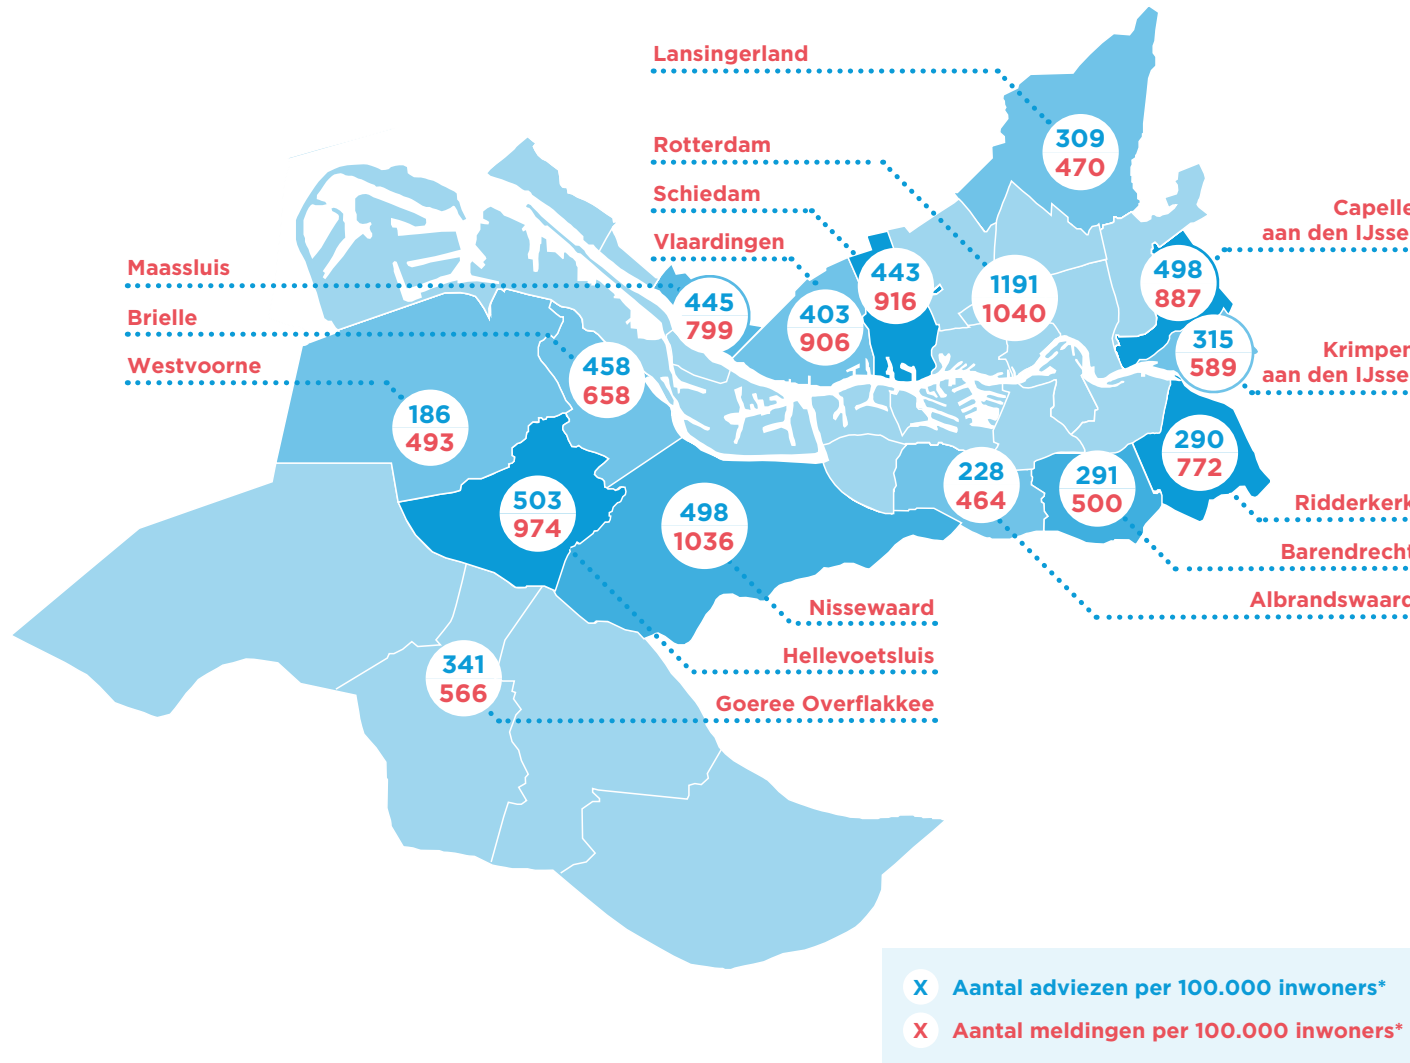 Lansingerland
309
470
Rotterdam
Schiedam
Vlaardingen
Capelle
aan den IJsse
Maassluis
Brielle
Westvoorne
445
799
403
906
443
916
1191
1040
498
887
315
589
Krimpen
aan den IJsse
458
658
186
493
503
974
498
1036
228
464
291
500
290
772
Ridderkerk
Barendrecht
Albrandswaard
Nissewaard
Hellevoetsluis
Goeree Overflakkee
341
566
X Aantal adviezen per 100.000 inwoners*
X Aantal meldingen per 100.000 inwoners*